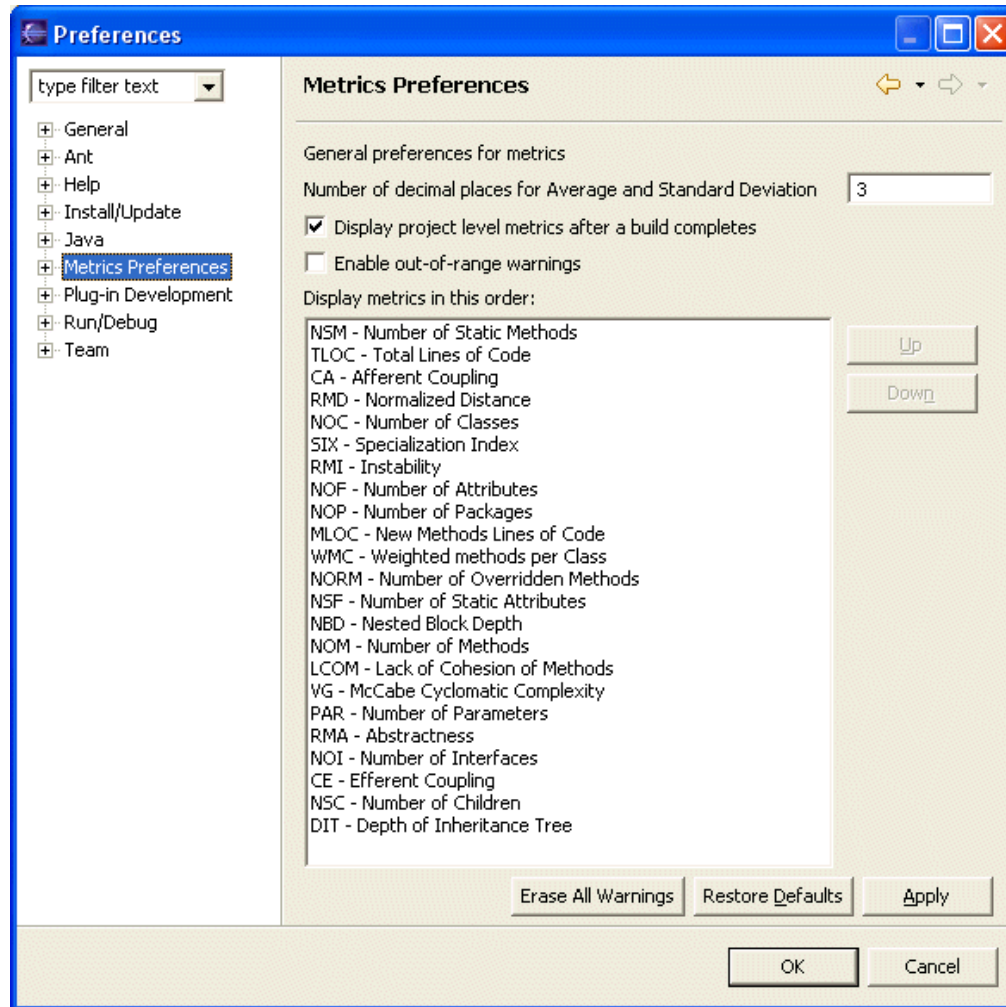 Preferences
type filter text
General
Ant
Help
Install/Update
Java
Metrics Preferences
Plug-in Development
Run/Debug
Team
Metrics Preferences
General preferences for metrics
Number of decimal places for Average and Standard Deviation 3
Display project level metrics after a build completes
Enable out-of-range warnings
Display metrics in this order:
NSM - Number of Static Methods
TLOC - Total Lines of Code
CA - Afferent Coupling
RMD - Normalized Distance
NOC - Number of Classes
SIX - Specialization Index
RMI - Instability
NOF - Number of Attributes
NOP - Number of Packages
MLOC - New Methods Lines of Code
WMC - Weighted methods per Class
NORM - Number of Overridden Methods
NSF - Number of Static Attributes
NBD - Nested Block Depth
NOM - Number of Methods
LCOM - Lack of Cohesion of Methods
VG - McCabe Cyclomatic Complexity
PAR - Number of Parameters
RMA - Abstractness
NOI - Number of Interfaces
CE - Efferent Coupling
NSC - Number of Children
DIT - Depth of Inheritance Tree
Up
Down
Erase All Warnings Restore Defaults Apply
OK Cancel